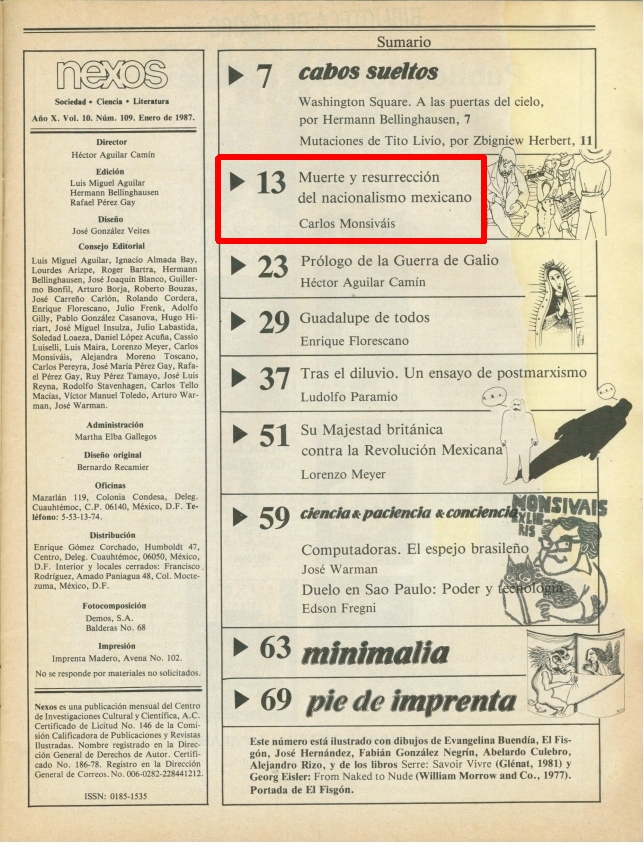 Sumario
nexos
Sociedad • Ciencia • Literatura
Año X. Vol. 10. Núm. 109. Enero de 1987.
Director
Héctor Aguilar Camín
Edición
Luis Miguel Aguilar
Hermann Bellinghausen
Rafael Pérez Gay
Diseño
José González Veites
Consejo Editorial
Luis Miguel Aguilar, Ignacio Almada Bay,
Lourdes Arizpe, Roger Bartra, Hermann
Bellinghausen, José Joaquín Blanco, Guiller-
mo Bonfil, Arturo Borja, Roberto Bouzas,
José Carreño Carlón, Rolando Cordera,
Enrique Florescano, Julio Frenk, Adolfo
Gilly, Pablo González Casanova, Hugo Hi-
riart, José Miguel Insulza, Julio Labastida,
Soledad Loaeza, Daniel López Acuña, Cassio
Luiselli, Luis Maira, Lorenzo Meyer, Carlos
Monsiváis, Alejandra Moreno Toscano,
Carlos Pereyra, José María Pérez Gay, Rafa-
el Pérez Gay, Ruy Pérez Tamayo, José Luis
Reyna, Rodolfo Stavenhagen, Carlos Tello
Macías, Víctor Manuel Toledo, Arturo War-
man, José Warman.
Administración
Martha Elba Gallegos
Diseño original
Bernardo Recamier
Oficinas
Mazatlán 119, Colonia Condesa, Deleg.
Cuauhtémoc, C.P. 06140, México, D.F. Te-
léfono: 5-53-13-74.
Distribución
Enrique Gómez Corchado, Humboldt 47,
Centro, Deleg. Cuauhtémoc, 06050, México,
D.F. Interior y locales cerrados: Francisco
Rodríguez, Amado Paniagua 48, Col. Mocte-
zuma, México, D.F.
Fotocomposición
Demos, S.A.
Balderas No. 68
Impresión
Imprenta Madero, Avena No. 102.
No se responde por materiales no solicitados.
Nexos es una publicación mensual del Centro
de Investigaciones Cultural y Científica, A.C.
Certificado de Licitud No. 146 de la Comi-
sión Calificadora de Publicaciones y Revistas
Ilustradas. Nombre registrado en la Direc-
ción General de Derechos de Autor. Certifi-
cado No. 186-78. Registro en la Dirección
General de Correos. No. 006-0282-228441212.
ISSN: 0185-1535
7 cabos sueltos
Washington Square. A las puertas del cielo,
por Hermann Bellinghausen, 7
Mutaciones de Tito Livio, por Zbigniew Herbert, 11
13 Muerte y resurrección
del nacionalismo mexicano
Carlos Monsiváis
23 Prólogo de la Guerra de Galio
Héctor Aguilar Camín
29 Guadalupe de todos
Enrique Florescano
37 Tras el diluvio. Un ensayo de postmarxismo
Ludolfo Paramio
51 Su Majestad británica
contra la Revolución Mexicana
Lorenzo Meyer
59 ciencia & paciencia & conciencia
MONSIVAIS
EXLIB
RIS
Computadoras. El espejo brasileño
José Warman
Duelo en Sao Paulo: Poder y tecnología
Edson Fregni
63 minimalia
69 pie de imprenta
Este número está ilustrado con dibujos de Evangelina Buendía, El Fis-
gón, José Hernández, Fabián González Negrín, Abelardo Culebro,
Alejandro Rizo, y de los libros Serre: Savoir Vivre (Glénat, 1981) y
Georg Eisler: From Naked to Nude (William Morrow and Co., 1977).
Portada de El Fisgón.